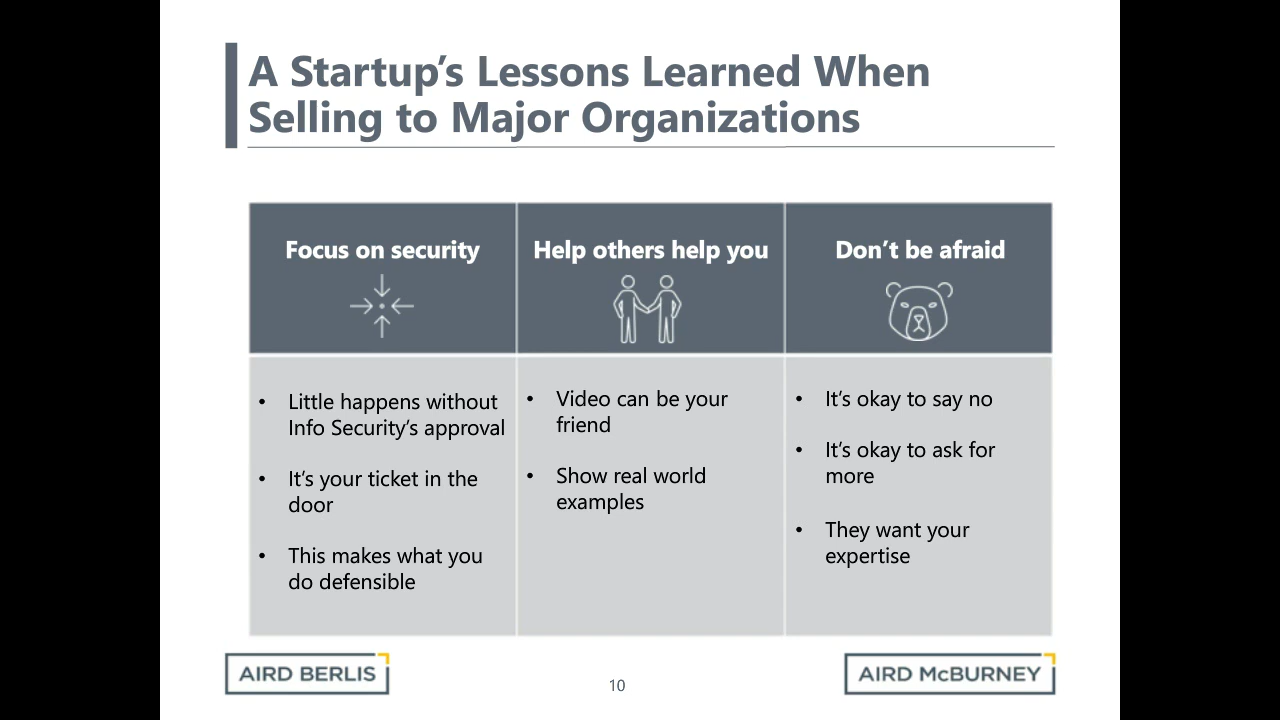 A Startup’s Lessons Learned When
Selling to Major Organizations
Focus on security
Help others help you
Don’t be afraid
• Little happens without
Info Security’s approval
• It’s your ticket in the
door
• This makes what you
do defensible
• Video can be your
friend
• Show real world
examples
• It’s okay to say no
• It’s okay to ask for
more
• They want your
expertise
AIRD BERLIS
10
AIRD McBURNEY